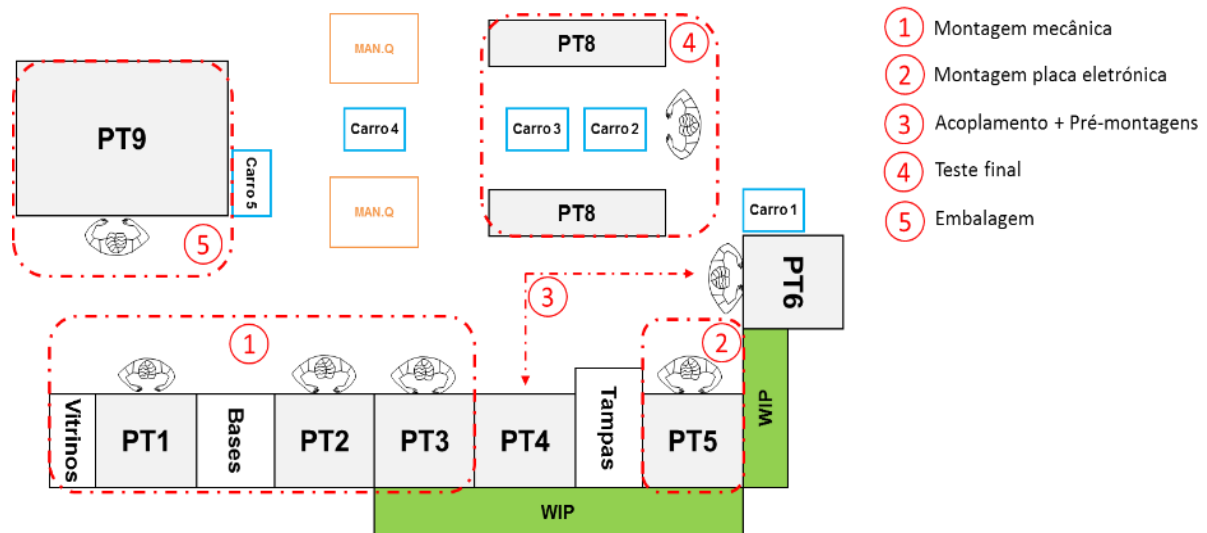 MAN.Q
PT8
4
PT9
Carro 4
Carro 3
Carro 2
Carro 5
MAN.Q
PT8
Carro 1
5
PT6
3
1
2
Vitrinos
PT1
Bases
PT2
PT3
PT4
Tampas
PT5
WIP
WIP
1 Montagem mecânica
2 Montagem placa eletrónica
3 Acoplamento + Pré-montagens
4 Teste final
5 Embalagem